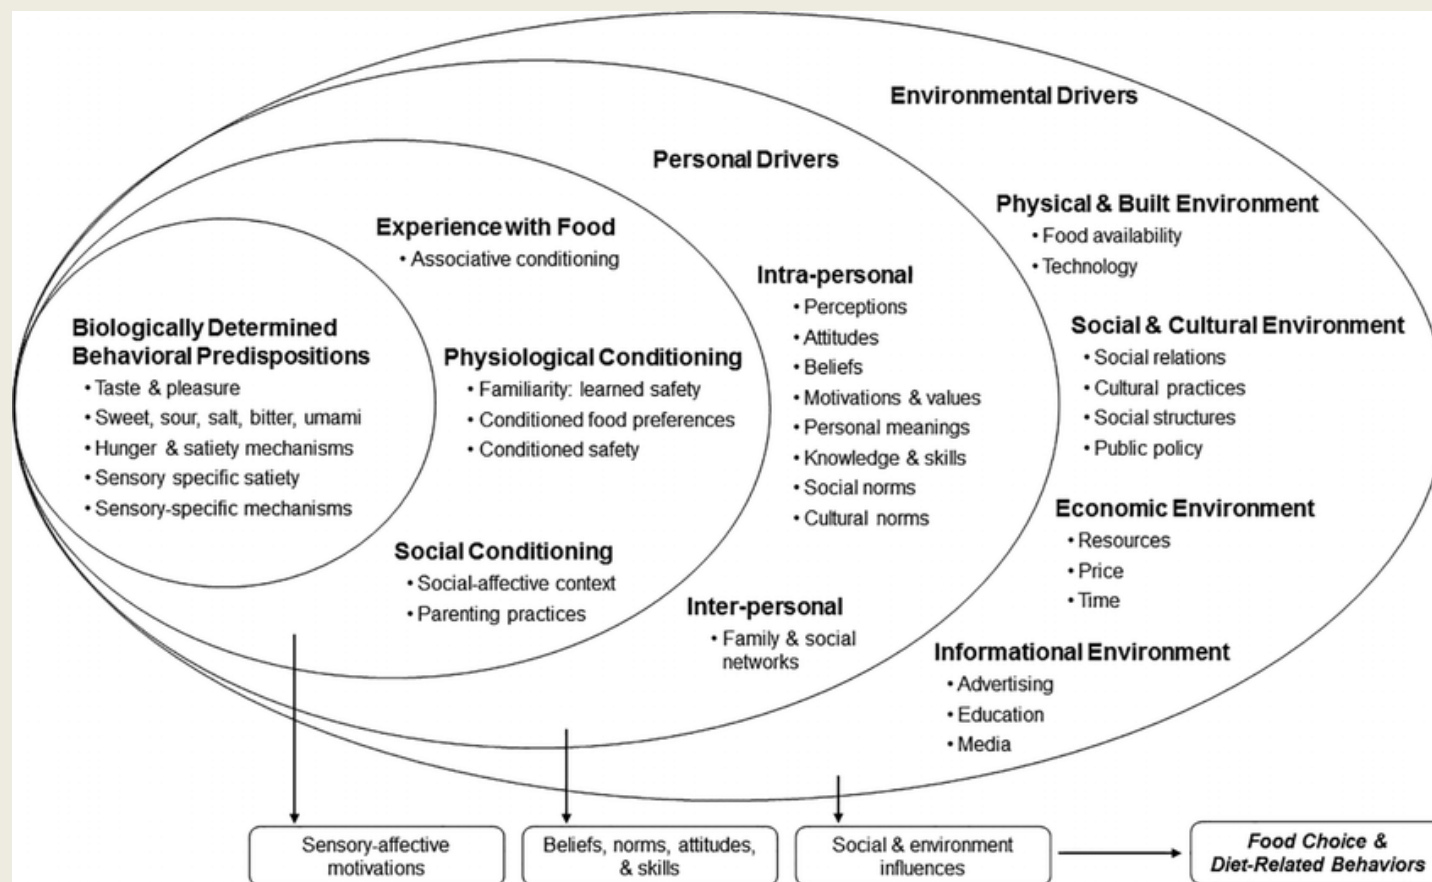 Environmental Drivers
Personal Drivers
Biologically Determined
Behavioral Predispositions
• Taste & pleasure
• Sweet, sour, salt, bitter, umami
• Hunger & satiety mechanisms
• Sensory specific satiety
• Sensory-specific mechanisms
Experience with Food
• Associative conditioning
Physiological Conditioning
• Familiarity: learned safety
• Conditioned food preferences
• Conditioned safety
Social Conditioning
• Social-affective context
• Parenting practices
Intra-personal
• Perceptions
• Attitudes
• Beliefs
• Motivations & values
• Personal meanings
• Knowledge & skills
• Social norms
• Cultural norms
Inter-personal
• Family & social
networks
Physical & Built Environment
• Food availability
• Technology
Social & Cultural Environment
• Social relations
• Cultural practices
• Social structures
• Public policy
Economic Environment
• Resources
• Price
• Time
Informational Environment
• Advertising
• Education
• Media
Sensory-affective
motivations
Beliefs, norms, attitudes,
& skills
Social & environment
influences
Food Choice &
Diet-Related Behaviors